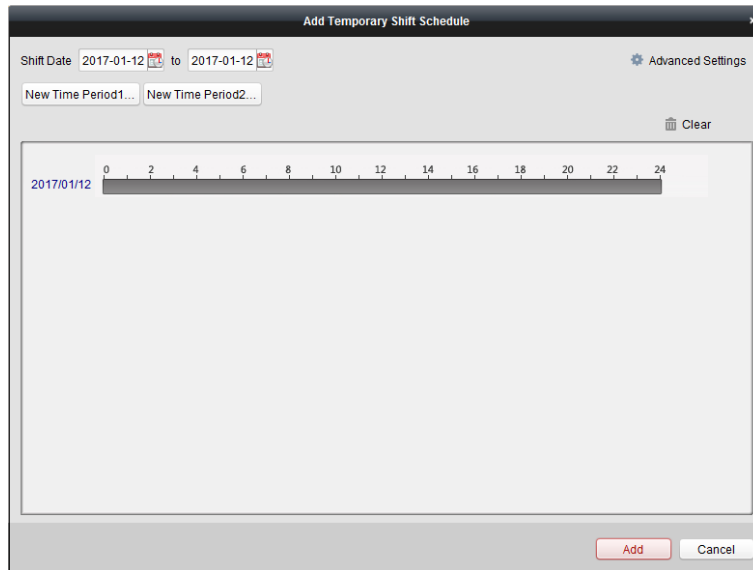 Add Temporary Shift Schedule
Shift Date 2017-01-12 to 2017-01-12 Advanced Settings
New Time Period1... New Time Period2...
Clear
0 2 4 6 8 10 12 14 16 18 20 22 24
2017/01/12
Add Cancel